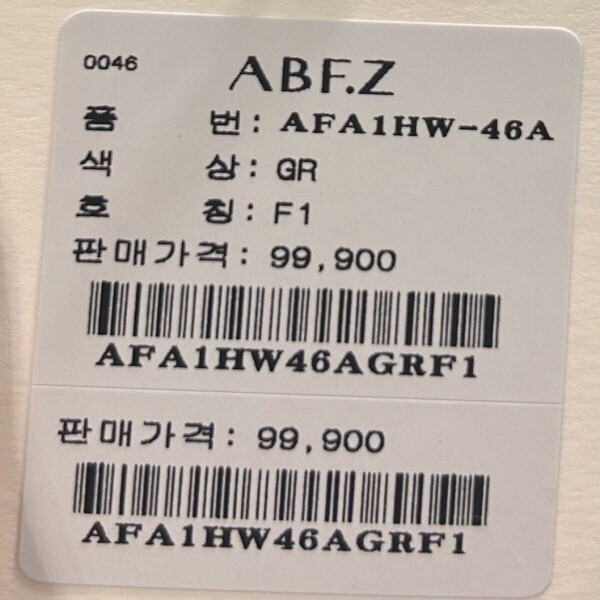 0046 ABF.Z
품 번: AFA1HW-46A
색 상: GR
호 칭: F1
판매가격: 99,900
AFA1HW46AGRF1
판매가격: 99,900
AFA1HW46AGRF1